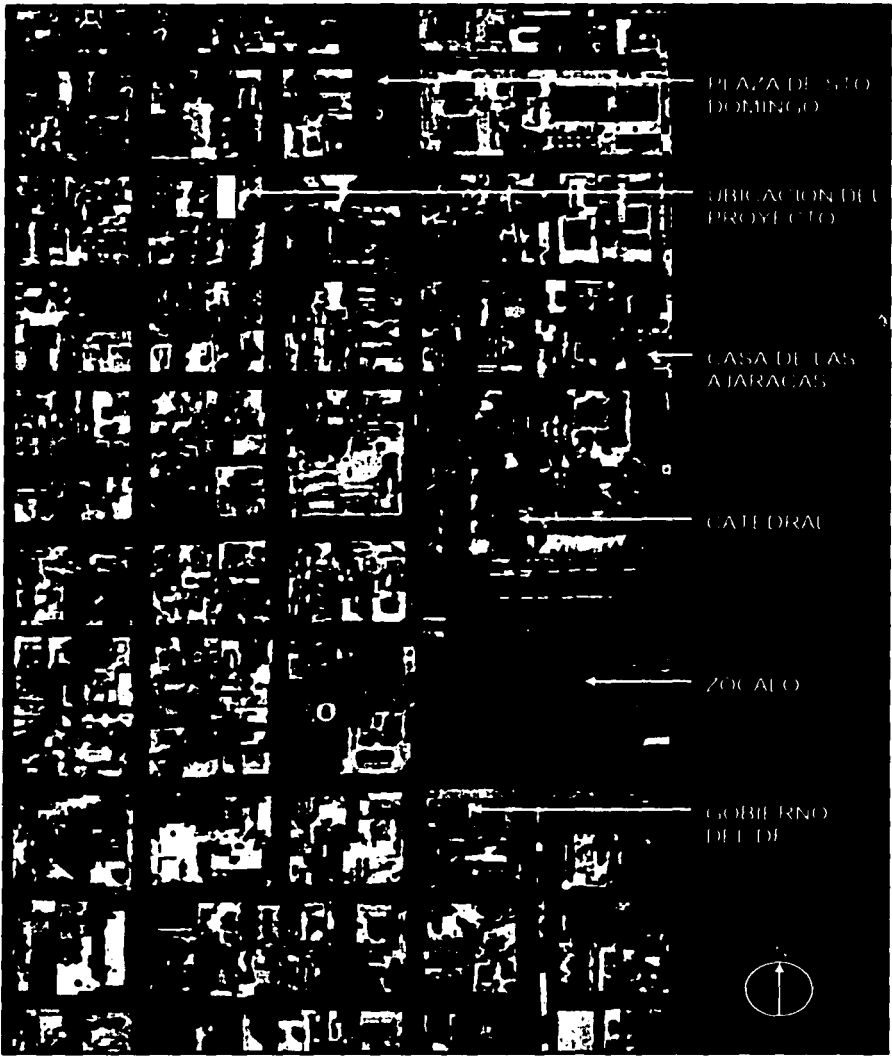 PLAZA DE STO
DOMINGO
UBICACION DEL
PROYECTO
CASA DE LAS
AJARACAS
CATEDRAL
ZOCALO
GOBIERNO
DEL DF